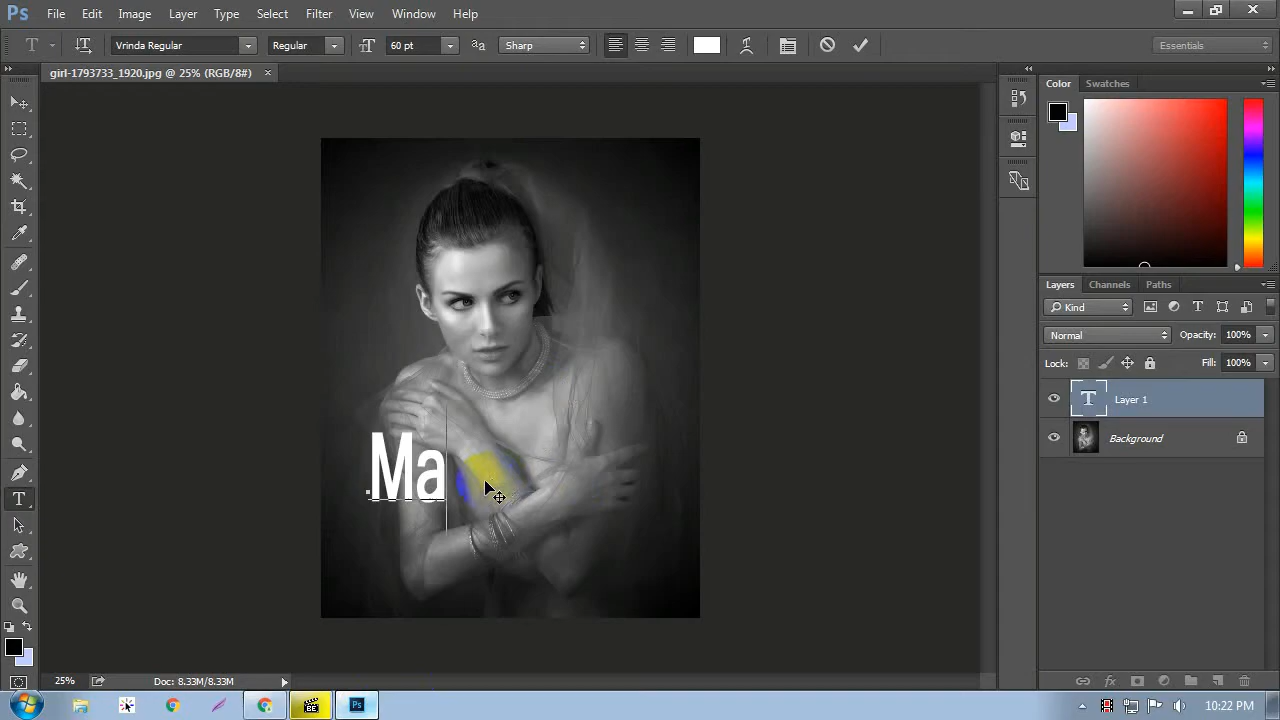 Ps File Edit Image Layer Type Select Filter View Window Help
Vrinda Regular Regular 60 pt Sharp Essentials
girl-1793733_1920.jpg @ 25% (RGB/8#)
Color Swatches
Layers Channels Paths
Kind
Normal Opacity: 100%
Lock: Fill: 100%
T Layer 1
Background
Ma
25% Doc: 8.33M/8.33M
10:22 PM